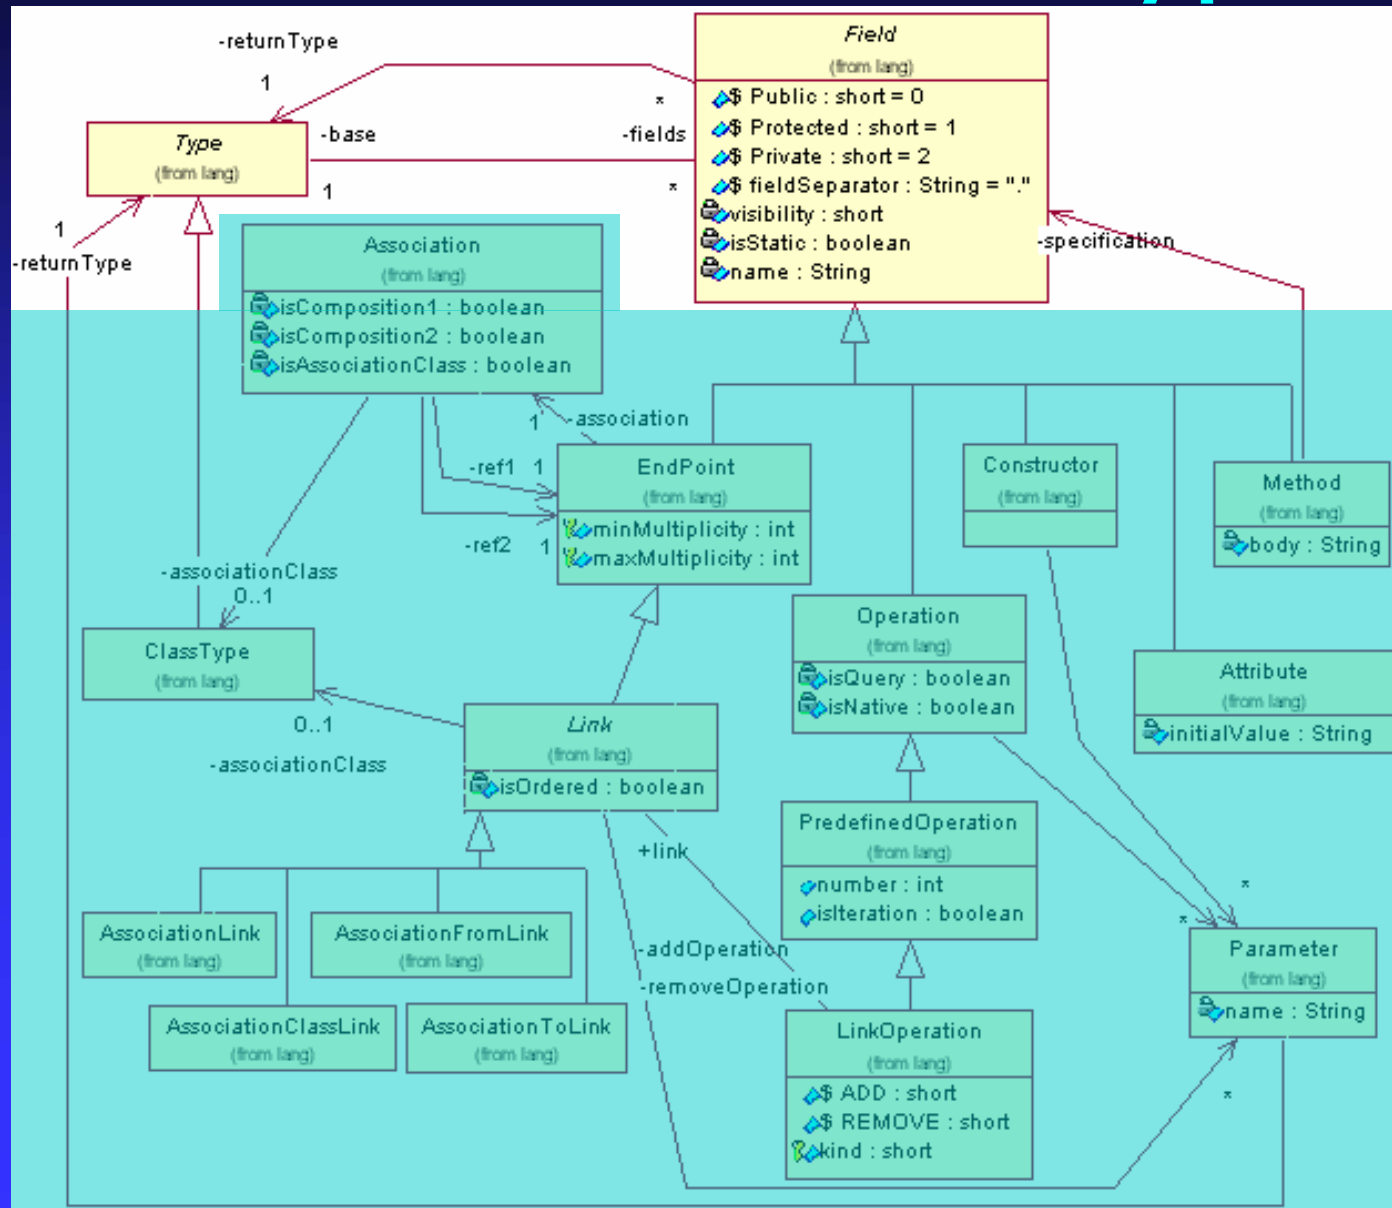 -returnType
1
*
Field
(from lang)
$ Public : short = 0
$ Protected : short = 1
$ Private : short = 2
$ fieldSeparator : String = "."
visibility : short
isStatic : boolean
name : String
Type
(from lang)
-base
1
-fields
*
1
-returnType
-specification
Association
(from lang)
isComposition1 : boolean
isComposition2 : boolean
isAssociationClass : boolean
1
-association
-ref1 1
-ref2 1
EndPoint
(from lang)
minMultiplicity : int
maxMultiplicity : int
Constructor
(from lang)
Method
(from lang)
body : String
-associationClass
0..1
ClassType
(from lang)
0..1
-associationClass
Link
(from lang)
isOrdered : boolean
Operation
(from lang)
isQuery : boolean
isNative : boolean
Attribute
(from lang)
initialValue : String
+link
PredefinedOperation
(from lang)
number : int
isIteration : boolean
*
*
AssociationLink
(from lang)
AssociationFromLink
(from lang)
-addOperation
-removeOperation
Parameter
(from lang)
name : String
AssociationClassLink
(from lang)
AssociationToLink
(from lang)
LinkOperation
(from lang)
$ ADD : short
$ REMOVE : short
kind : short
*